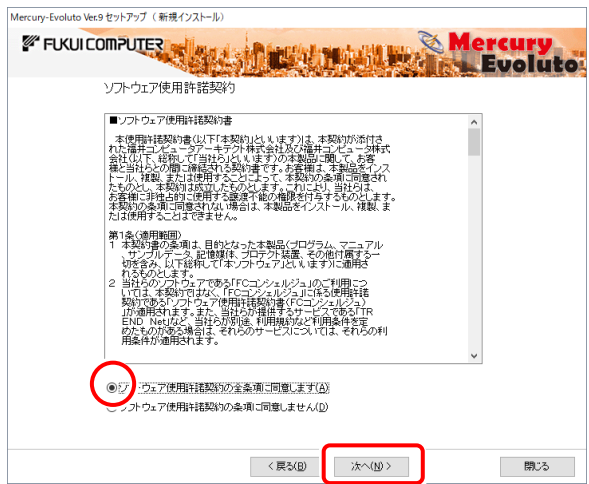 Mercury-Evoluto Ver.9 セットアップ （ 新規インストール）
FUKUI COMPUTER
Mercury
Evoluto
ソフトウェア使用許諾契約
■ソフトウェア使用許諾契約書
本使用許諾契約書(以下「本契約」といいます)は、本契約が添付さ
れた福井コンピュータアーキテクト株式会社及び福井コンピュータ株式
会社(以下、総称して「当社ら」といいます)の本製品に関して、お客
様と当社らとの間に締結される契約書です。お客様は、本製品をインス
トール、複製、または使用することによって、本契約の条項に同意され
たものとし、本契約は成立したものとします。これにより、当社らは、
お客様に非独占的に使用する譲渡不能の権限を付与するものとします。
本契約の条項に同意されない場合は、本製品をインストール、複製、ま
たは使用することはできません。
第1条(適用範囲)
1 本契約書の条項は、目的となった本製品(プログラム、マニュアル
、サンプルデータ、記憶媒体、プロテクト装置、その他付属する一
切を含み、以下総称して「本ソフトウェア」といいます)に適用さ
れるものとします。
2 当社らのソフトウェアである「FCコンシェルジュ」のご利用につ
いては、本契約ではなく、「FCコンシェルジュ」に係る使用許諾
契約である「ソフトウェア使用許諾契約書(FCコンシェルジュ)
」が適用されます。また、当社らが提供するサービスである「TR
END Net」など、当社らが別途、利用規約など利用条件を定
めたものがある場合は、それらのサービスについては、それらの利
用条件が適用されます。
ソフトウェア使用許諾契約の全条項に同意します(A)
ソフトウェア使用許諾契約の条項に同意しません(D)
< 戻る(B) 次へ(N) > 閉じる